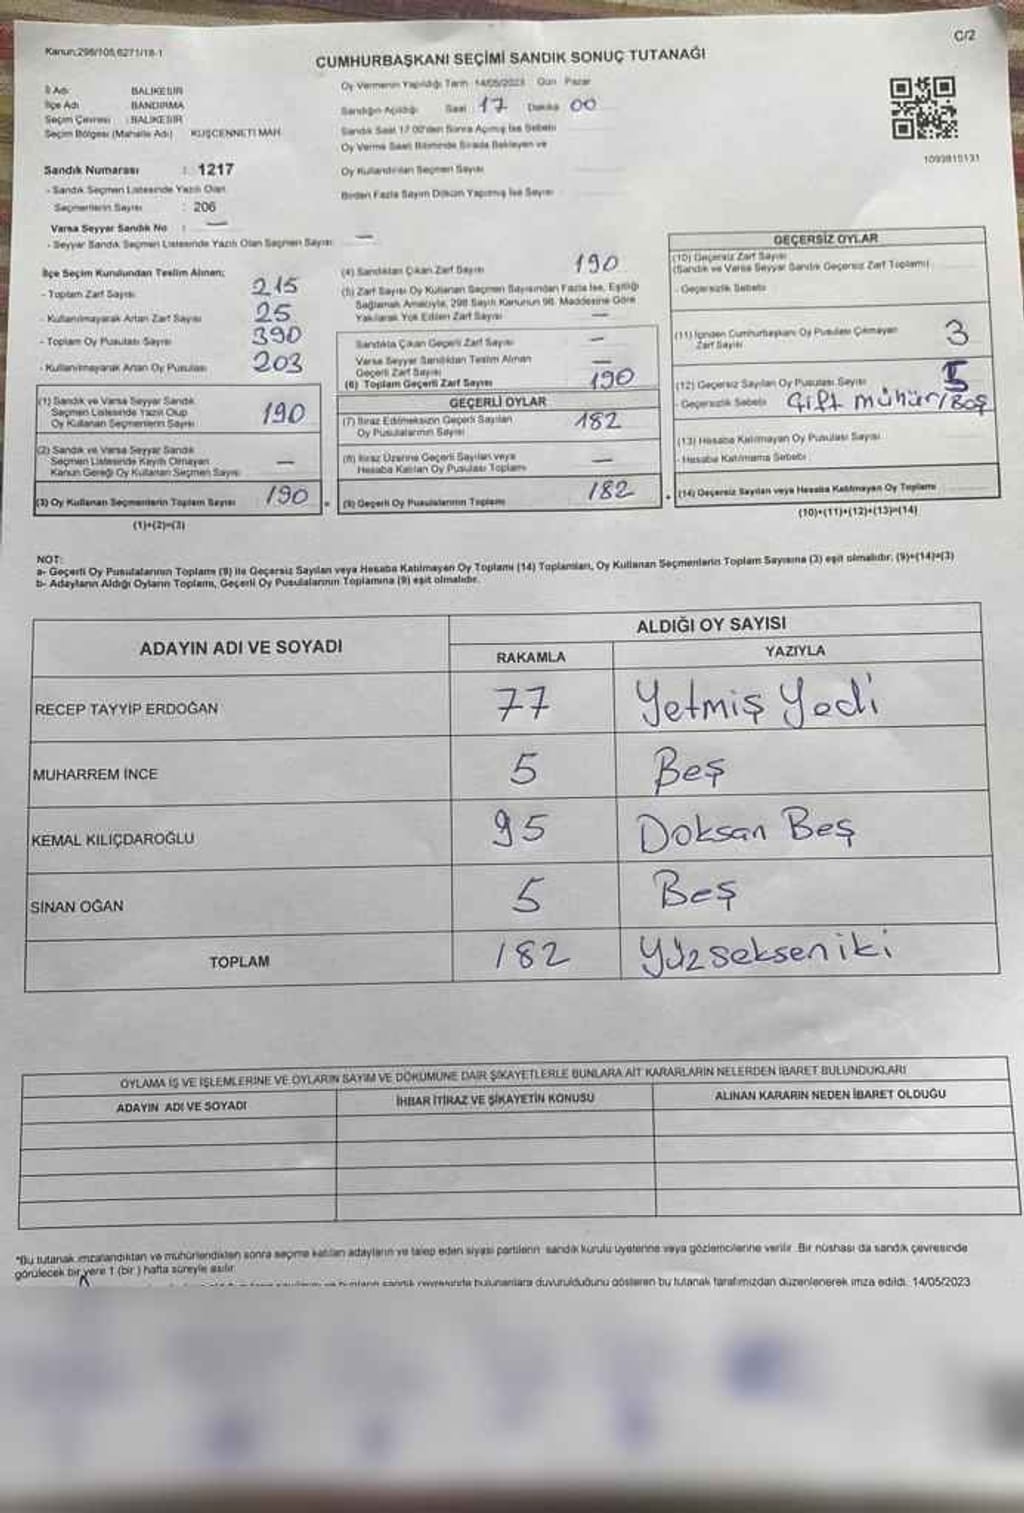 Kanun:298/105,6271/18-1
C/2
CUMHURBAŞKANI SEÇİMİ SANDIK SONUÇ TUTANAĞI
İl Adı : BALIKESİR
İlçe Adı : BANDIRMA
Seçim Çevresi : BALIKESİR
Seçim Bölgesi (Mahalle Adı) KUŞCENNETİ MAH.
Sandık Numarası : 1217
- Sandık Seçmen Listesinde Yazılı Olan
Seçmenlerin Sayısı : 206
Varsa Seyyar Sandık No : —
- Seyyar Sandık Seçmen Listesinde Yazılı Olan Seçmen Sayısı —
Oy Vermenin Yapıldığı Tarih 14/05/2023 Gün Pazar
Sandığın Açıldığı Saat 17 Dakika 00
Sandık Saat 17.00'den Sonra Açılmış İse Sebebi
Oy Verme Saati Bitiminde Sırada Bekleyen ve
Oy Kullandırılan Seçmen Sayısı
Birden Fazla Sayım Döküm Yapılmış İse Sayısı
1093815131
İlçe Seçim Kurulundan Teslim Alınan;
- Toplam Zarf Sayısı 215
- Kullanılmayarak Artan Zarf Sayısı 25
- Toplam Oy Pusulası Sayısı 390
- Kullanılmayarak Artan Oy Pusulası 203
(1) Sandık ve Varsa Seyyar Sandık
Seçmen Listesinde Yazılı Olup
Oy Kullanan Seçmenlerin Sayısı 190
(2) Sandık ve Varsa Seyyar Sandık
Seçmen Listesinde Kayıtlı Olmayan
Kanun Gereği Oy Kullanan Seçmen Sayısı —
(3) Oy Kullanan Seçmenlerin Toplam Sayısı 190
(1)+(2)=(3)
(4) Sandıktan Çıkan Zarf Sayısı 190
(5) Zarf Sayısı Oy Kullanan Seçmen Sayısından Fazla İse, Eşitliği
Sağlamak Amacıyla, 298 Sayılı Kanunun 98. Maddesine Göre
Yakılarak Yok Edilen Zarf Sayısı —
Sandıkta Çıkan Geçerli Zarf Sayısı —
Varsa Seyyar Sandıktan Teslim Alınan
Geçerli Zarf Sayısı —
(6) Toplam Geçerli Zarf Sayısı 190
GEÇERLİ OYLAR
(7) İtiraz Edilmeksizin Geçerli Sayılan
Oy Pusulalarının Sayısı 182
(8) İtiraz Üzerine Geçerli Sayılan veya
Hesaba Katılan Oy Pusulası Toplamı —
(9) Geçerli Oy Pusulalarının Toplamı 182
GEÇERSİZ OYLAR
(10) Geçersiz Zarf Sayısı
(Sandık ve Varsa Seyyar Sandık Geçersiz Zarf Toplamı)
- Geçersizlik Sebebi
(11) İçinden Cumhurbaşkanı Oy Pusulası Çıkmayan
Zarf Sayısı 3
(12) Geçersiz Sayılan Oy Pusulası Sayısı 5
- Geçersizlik Sebebi Çift mühür/Boş
(13) Hesaba Katılmayan Oy Pusulası Sayısı
- Hesaba Katılmama Sebebi
(14) Geçersiz Sayılan veya Hesaba Katılmayan Oy Toplamı
(10)+(11)+(12)+(13)=(14)
NOT:
a- Geçerli Oy Pusulalarının Toplamı (9) ile Geçersiz Sayılan veya Hesaba Katılmayan Oy Toplamı (14) Toplamları, Oy Kullanan Seçmenlerin Toplam Sayısına (3) eşit olmalıdır. (9)+(14)=(3)
b- Adayların Aldığı Oyların Toplamı, Geçerli Oy Pusulalarının Toplamına (9) eşit olmalıdır.
ADAYIN ADI VE SOYADI
ALDIĞI OY SAYISI
RAKAMLA YAZIYLA
RECEP TAYYİP ERDOĞAN 77 Yetmiş Yedi
MUHARREM İNCE 5 Beş
KEMAL KILIÇDAROĞLU 95 Doksan Beş
SİNAN OĞAN 5 Beş
TOPLAM 182 Yüzseksen iki
OYLAMA İŞ VE İŞLEMLERİNE VE OYLARIN SAYIM VE DÖKÜMÜNE DAİR ŞİKAYETLERLE BUNLARA AİT KARARLARIN NELERDEN İBARET BULUNDUKLARI
ADAYIN ADI VE SOYADI İHBAR İTİRAZ VE ŞİKAYETİN KONUSU ALINAN KARARIN NEDEN İBARET OLDUĞU
*Bu tutanak imzalandıktan ve mühürlendikten sonra seçime katılan adayların ve talep eden siyasi partilerin sandık kurulu üyelerine veya gözlemcilerine verilir. Bir nüshası da sandık çevresinde
görülecek bir yere 1 (bir ) hafta süreyle asılır.
sandık çevresinde bulunanlara duyurulduğunu gösteren bu tutanak tarafımızdan düzenlenerek imza edildi. 14/05/2023